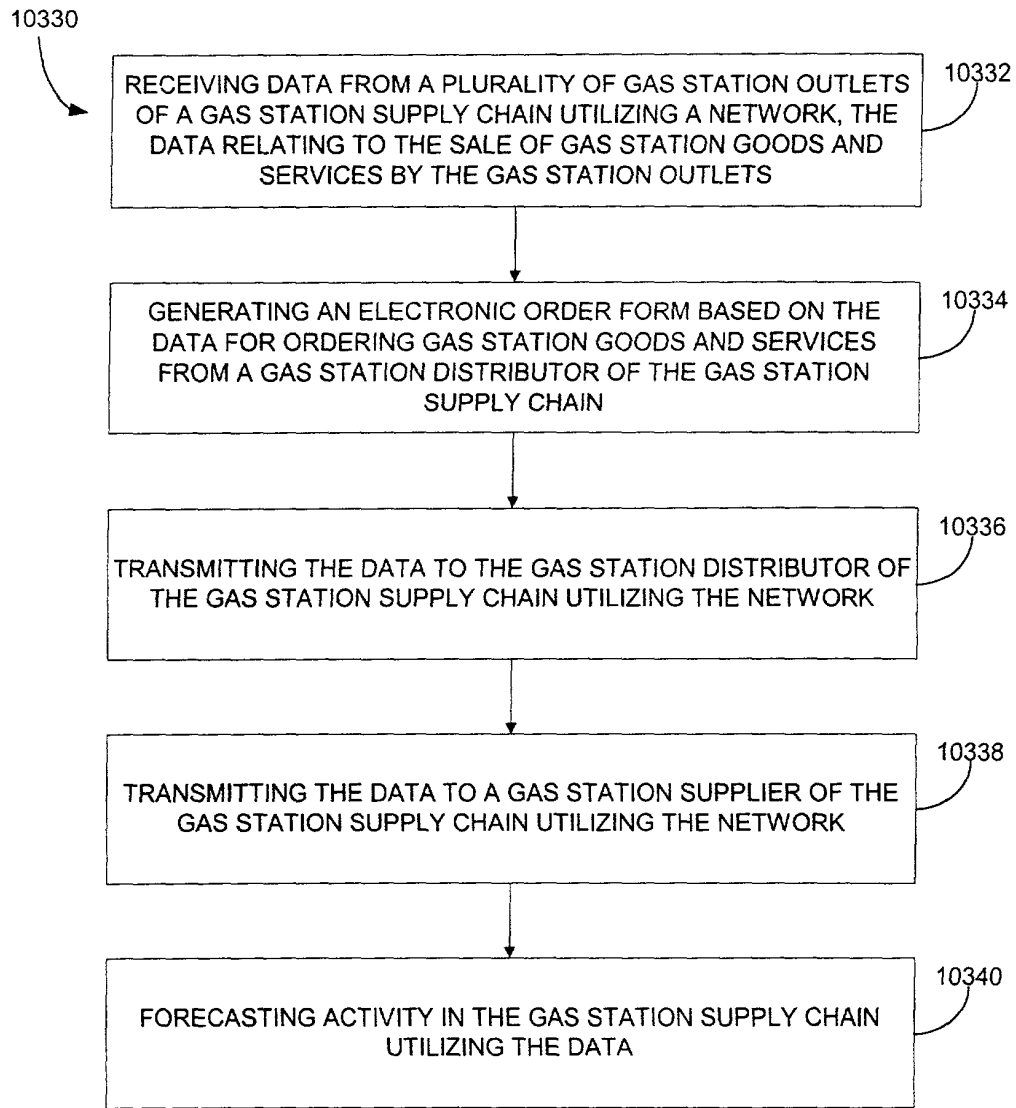 10330
RECEIVING DATA FROM A PLURALITY OF GAS STATION OUTLETS
OF A GAS STATION SUPPLY CHAIN UTILIZING A NETWORK, THE
DATA RELATING TO THE SALE OF GAS STATION GOODS AND
SERVICES BY THE GAS STATION OUTLETS
10332
GENERATING AN ELECTRONIC ORDER FORM BASED ON THE
DATA FOR ORDERING GAS STATION GOODS AND SERVICES
FROM A GAS STATION DISTRIBUTOR OF THE GAS STATION
SUPPLY CHAIN
10334
TRANSMITTING THE DATA TO THE GAS STATION DISTRIBUTOR OF
THE GAS STATION SUPPLY CHAIN UTILIZING THE NETWORK
10336
TRANSMITTING THE DATA TO A GAS STATION SUPPLIER OF THE
GAS STATION SUPPLY CHAIN UTILIZING THE NETWORK
10338
FORECASTING ACTIVITY IN THE GAS STATION SUPPLY CHAIN
UTILIZING THE DATA
10340